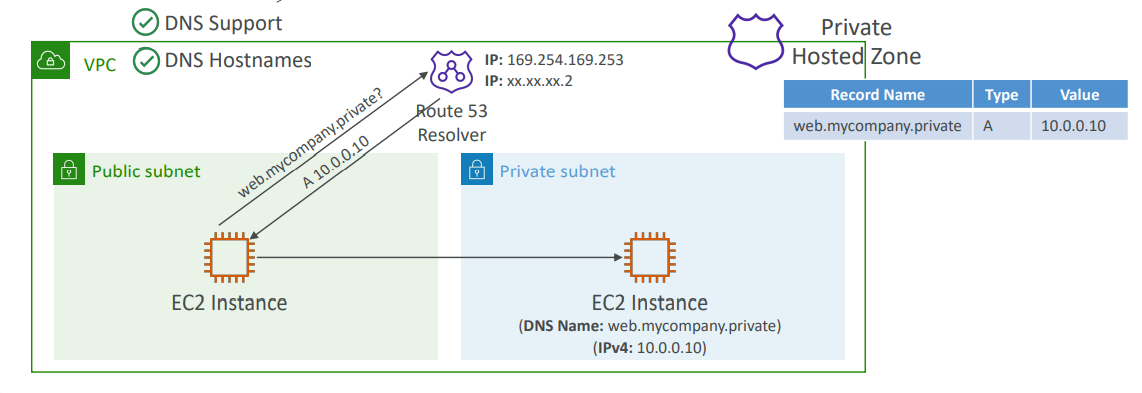 DNS Support
VPC
DNS Hostnames
IP: 169.254.169.253
IP: xx.xx.xx.2
Route 53
Resolver
Private
Hosted Zone
Record Name Type Value
web.mycompany.private A 10.0.0.10
web.mycompany.private?
A 10.0.0.10
Public subnet
Private subnet
EC2 Instance
EC2 Instance
(DNS Name: web.mycompany.private)
(IPv4: 10.0.0.10)